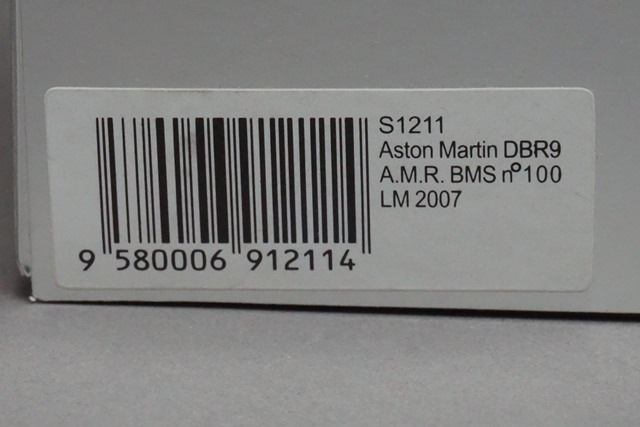 S1211
Aston Martin DBR9
A.M.R. BMS nº100
LM 2007
9 580006 912114